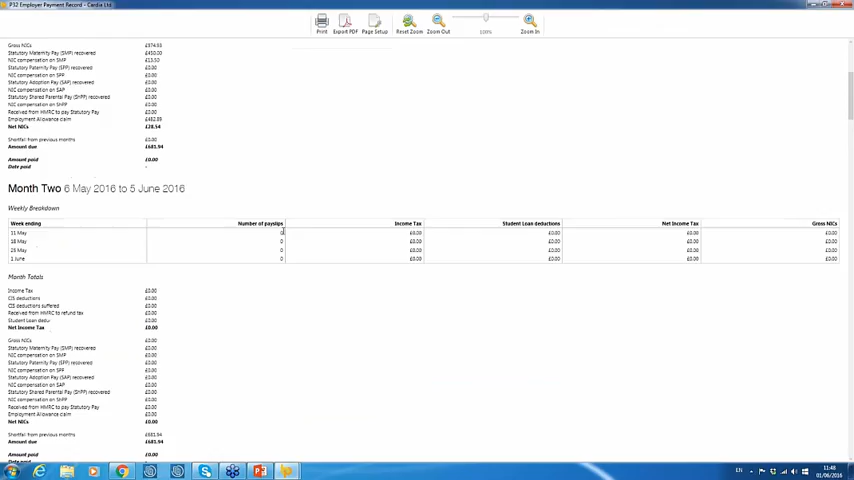 P32 Employer Payment Record - Cardia Ltd
Print Export PDF Page Setup Reset Zoom Zoom Out 100% Zoom In
Gross NICs
Statutory Maternity Pay (SMP) recovered £450.00
NIC compensation on SMP £13.50
Statutory Paternity Pay (SPP) recovered £0.00
NIC compensation on SPP £0.00
Statutory Adoption Pay (SAP) recovered £0.00
NIC compensation on SAP £0.00
Statutory Shared Parental Pay (ShPP) recovered £0.00
NIC compensation on ShPP £0.00
Received from HMRC to pay Statutory Pay £0.00
Employment Allowance claim £482.89
Net NICs £28.54
Shortfall from previous months £0.00
Amount due £681.94
Amount paid £0.00
Date paid -
Month Two 6 May 2016 to 5 June 2016
Weekly Breakdown
Week ending Number of payslips Income Tax Student Loan deductions Net Income Tax Gross NICs
11 May 0 £0.00 £0.00 £0.00 £0.00
18 May 0 £0.00 £0.00 £0.00 £0.00
25 May 0 £0.00 £0.00 £0.00 £0.00
1 June 0 £0.00 £0.00 £0.00 £0.00
Month Totals
Income Tax £0.00
CIS deductions £0.00
CIS deductions suffered £0.00
Received from HMRC to refund tax £0.00
Student Loan £0.00
Net Income Tax £0.00
Gross NICs £0.00
Statutory Maternity Pay (SMP) recovered £0.00
NIC compensation on SMP £0.00
Statutory Paternity Pay (SPP) recovered £0.00
NIC compensation on SPP £0.00
Statutory Adoption Pay (SAP) recovered £0.00
NIC compensation on SAP £0.00
Statutory Shared Parental Pay (ShPP) recovered £0.00
NIC compensation on ShPP £0.00
Received from HMRC to pay Statutory Pay £0.00
Employment Allowance claim £0.00
Net NICs £0.00
Shortfall from previous months £681.94
Amount due £681.94
Amount paid £0.00
EN
11:48
01/06/2016